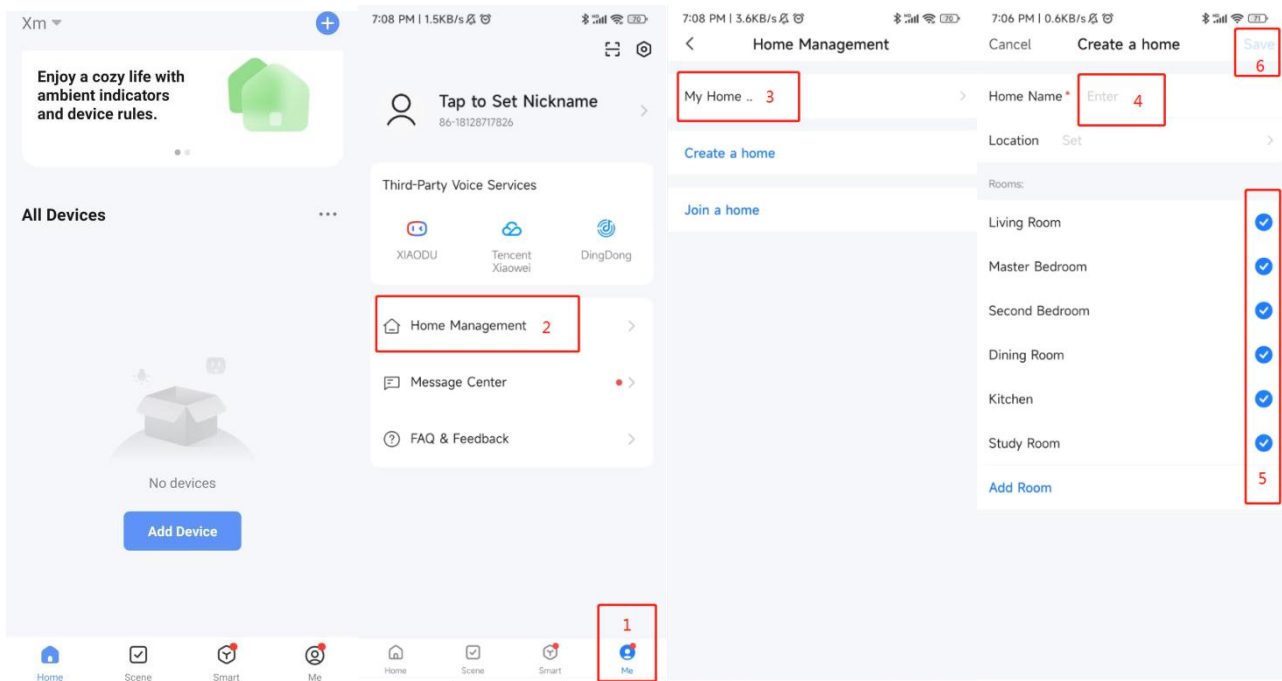 Xm
Enjoy a cozy life with
ambient indicators
and device rules.
All Devices
No devices
Add Device
Home
Scene
Smart
Me
7:08 PM | 1.5KB/s
70
Tap to Set Nickname
86-18128717826
Third-Party Voice Services
XIAODU
Tencent
Xiaowei
DingDong
Home Management 2
Message Center
FAQ & Feedback
1
Home
Scene
Smart
Me
7:08 PM | 3.6KB/s
70
Home Management
My Home .. 3
Create a home
Join a home
7:06 PM | 0.6KB/s
71
Cancel
Create a home
Save
6
Home Name * Enter 4
Location Set
Rooms:
Living Room
Master Bedroom
Second Bedroom
Dining Room
Kitchen
Study Room
Add Room
5